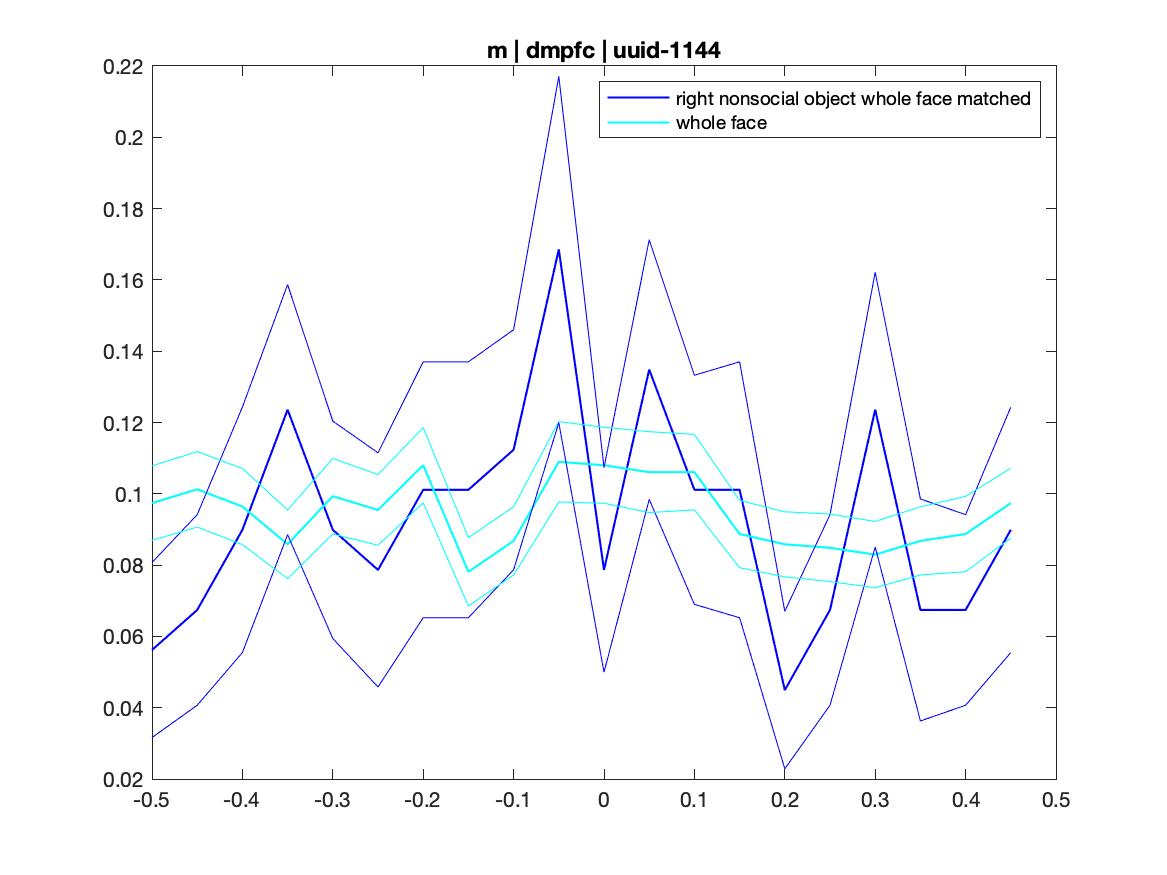 m | dmpfc | uuid-1144
0.22
0.2
0.18
0.16
0.14
0.12
0.1
0.08
0.06
0.04
0.02
right nonsocial object whole face matched
whole face
-0.5 -0.4 -0.3 -0.2 -0.1 0 0.1 0.2 0.3 0.4 0.5